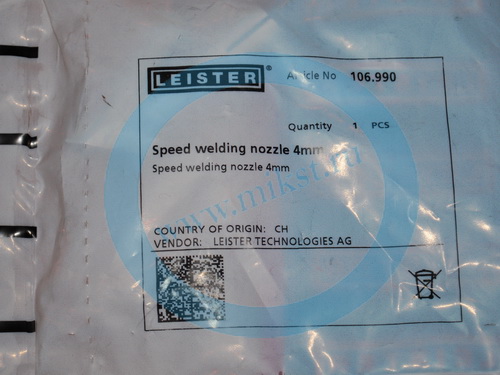 LEISTER® Article No 106.990
Quantity 1 PCS
Speed welding nozzle 4mm
Speed welding nozzle 4mm
www.mikst.ru
COUNTRY OF ORIGIN: CH
VENDOR: LEISTER TECHNOLOGIES AG